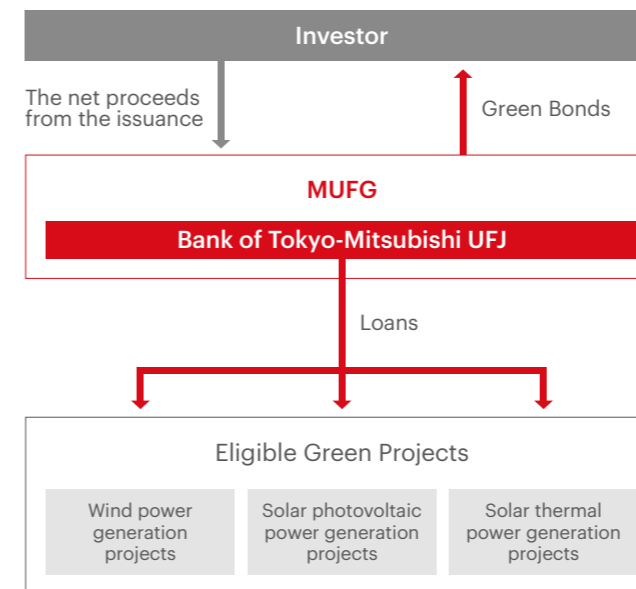 Investor
The net proceeds
from the issuance
Green Bonds
MUFG
Bank of Tokyo-Mitsubishi UFJ
Loans
Eligible Green Projects
Wind power
generation
projects
Solar photovoltaic
power generation
projects
Solar thermal
power generation
projects